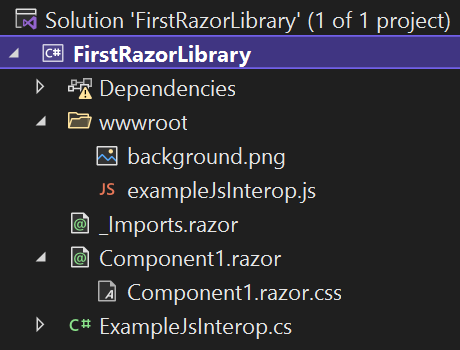 Solution 'FirstRazorLibrary' (1 of 1 project)
C# FirstRazorLibrary
Dependencies
wwwroot
background.png
JS exampleJsInterop.js
@ _Imports.razor
@ Component1.razor
A Component1.razor.css
C# ExampleJsInterop.cs